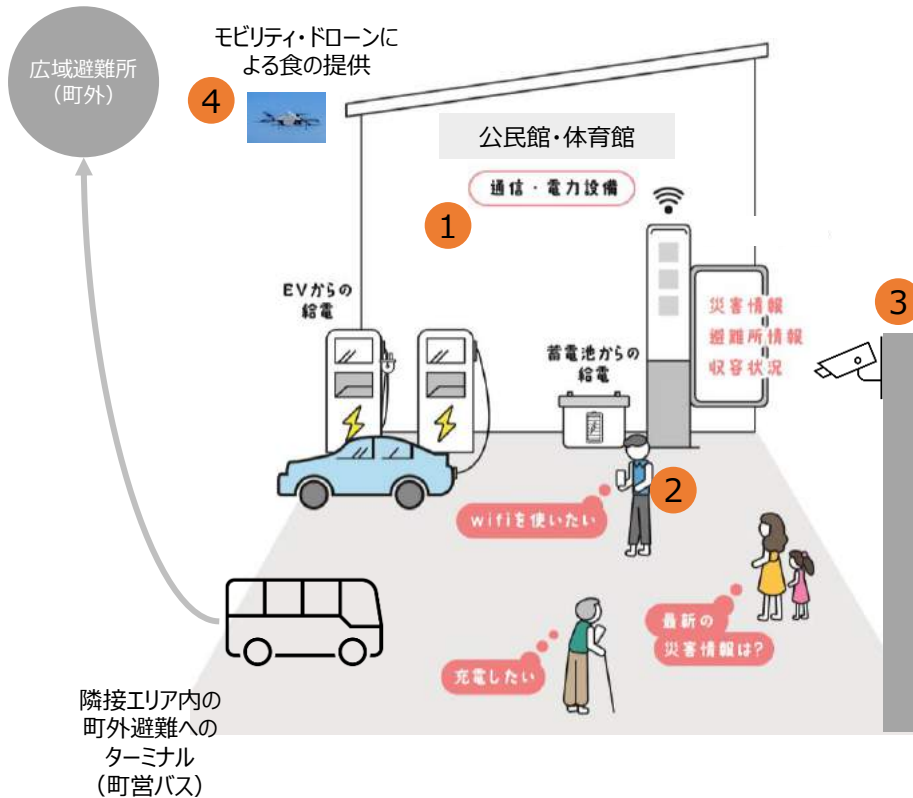 広域避難所
（町外）
モビリティ・ドローンに
よる食の提供
4
公民館・体育館
通信・電力設備
1
EVからの
給電
災害情報
避難所情報
収容状況
3
蓄電池からの
給電
2
wifiを使いたい
最新の
災害情報は?
充電したい
隣接エリア内の
町外避難への
ターミナル
（町営バス）